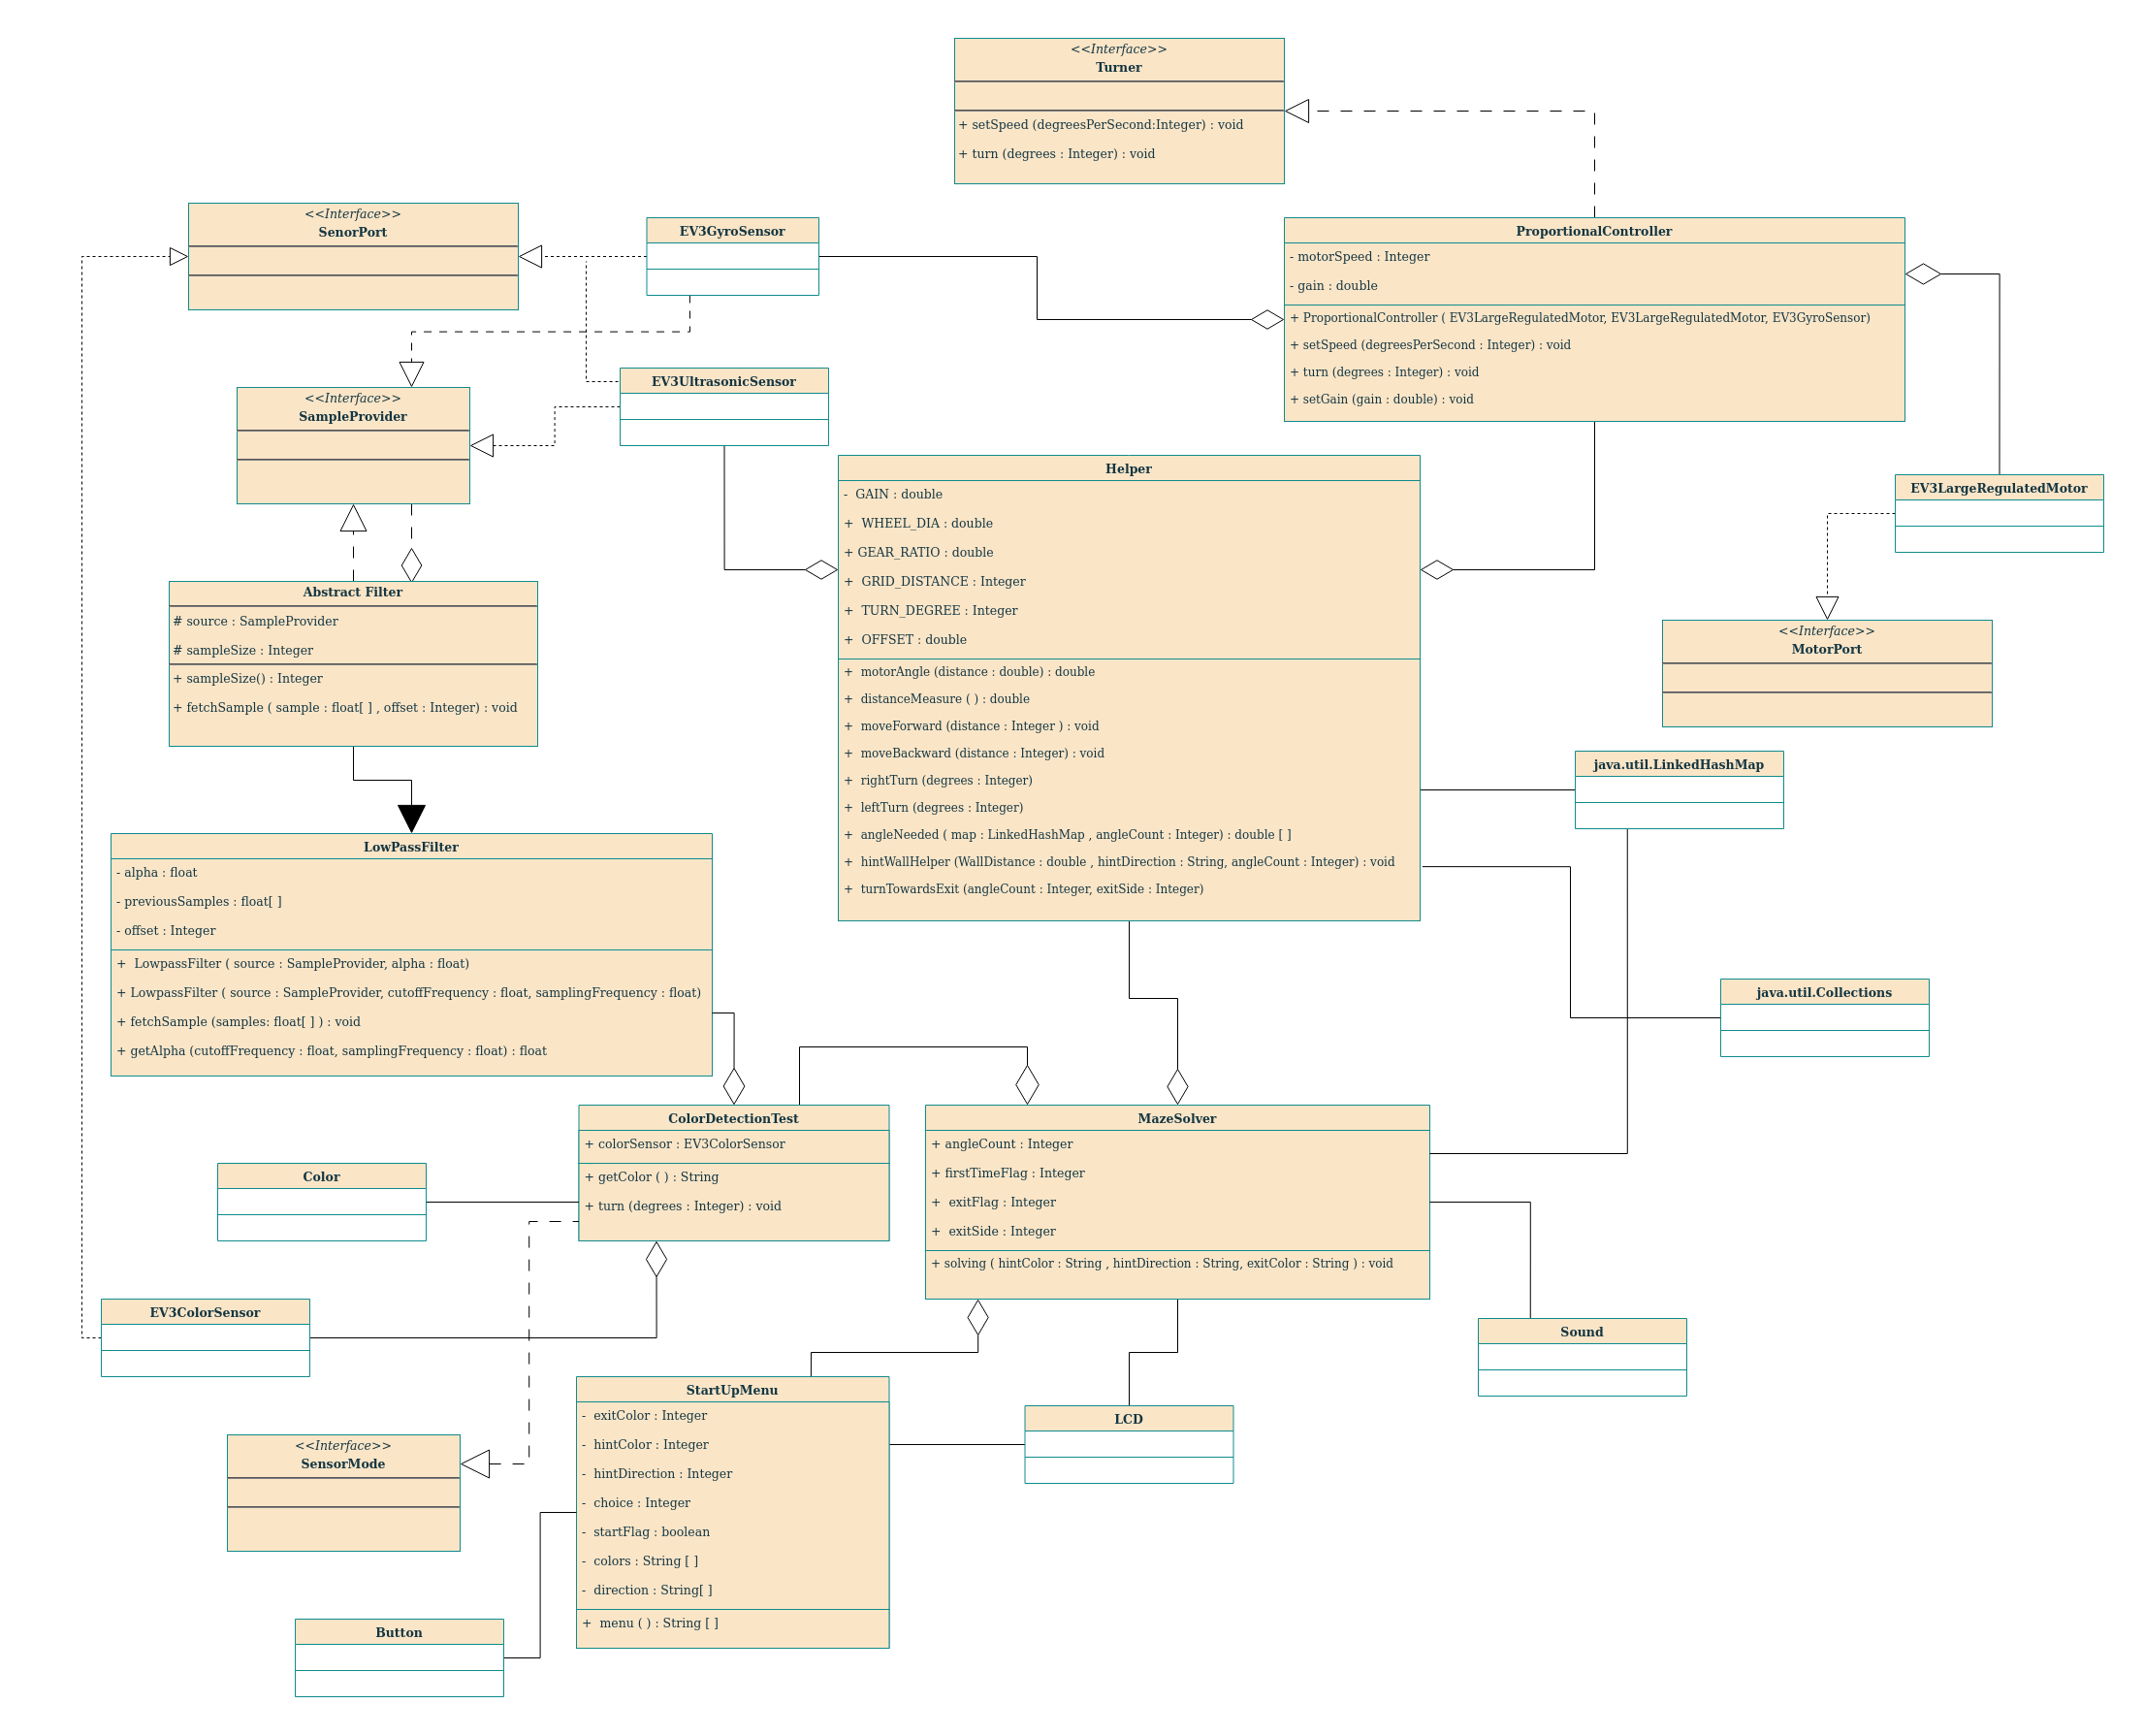 <<Interface>>
Turner
+ setSpeed (degreesPerSecond:Integer) : void
+ turn (degrees : Integer) : void
<<Interface>>
SenorPort
EV3GyroSensor
ProportionalController
- motorSpeed : Integer
- gain : double
+ ProportionalController ( EV3LargeRegulatedMotor, EV3LargeRegulatedMotor, EV3GyroSensor)
+ setSpeed (degreesPerSecond : Integer) : void
+ turn (degrees : Integer) : void
+ setGain (gain : double) : void
<<Interface>>
SampleProvider
EV3UltrasonicSensor
Helper
- GAIN : double
+ WHEEL_DIA : double
+ GEAR_RATIO : double
+ GRID_DISTANCE : Integer
+ TURN_DEGREE : Integer
+ OFFSET : double
+ motorAngle (distance : double) : double
+ distanceMeasure ( ) : double
+ moveForward (distance : Integer ) : void
+ moveBackward (distance : Integer) : void
+ rightTurn (degrees : Integer)
+ leftTurn (degrees : Integer)
+ angleNeeded ( map : LinkedHashMap , angleCount : Integer) : double [ ]
+ hintWallHelper (WallDistance : double , hintDirection : String, angleCount : Integer) : void
+ turnTowardsExit (angleCount : Integer, exitSide : Integer)
EV3LargeRegulatedMotor
<<Interface>>
MotorPort
Abstract Filter
# source : SampleProvider
# sampleSize : Integer
+ sampleSize() : Integer
+ fetchSample ( sample : float[ ] , offset : Integer) : void
java.util.LinkedHashMap
LowPassFilter
- alpha : float
- previousSamples : float[ ]
- offset : Integer
+ LowpassFilter ( source : SampleProvider, alpha : float)
+ LowpassFilter ( source : SampleProvider, cutoffFrequency : float, samplingFrequency : float)
+ fetchSample (samples: float[ ] ) : void
+ getAlpha (cutoffFrequency : float, samplingFrequency : float) : float
java.util.Collections
ColorDetectionTest
+ colorSensor : EV3ColorSensor
+ getColor ( ) : String
+ turn (degrees : Integer) : void
MazeSolver
+ angleCount : Integer
+ firstTimeFlag : Integer
+ exitFlag : Integer
+ exitSide : Integer
+ solving ( hintColor : String , hintDirection : String, exitColor : String ) : void
Color
EV3ColorSensor
Sound
StartUpMenu
- exitColor : Integer
- hintColor : Integer
- hintDirection : Integer
- choice : Integer
- startFlag : boolean
- colors : String [ ]
- direction : String[ ]
+ menu ( ) : String [ ]
LCD
<<Interface>>
SensorMode
Button